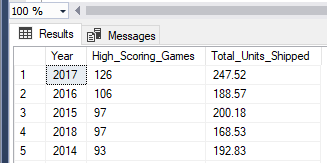 100 %
Results Messages
Year High_Scoring_Games Total_Units_Shipped
1 2017 126 247.52
2 2016 106 188.57
3 2015 97 200.18
4 2018 97 168.53
5 2014 93 192.83